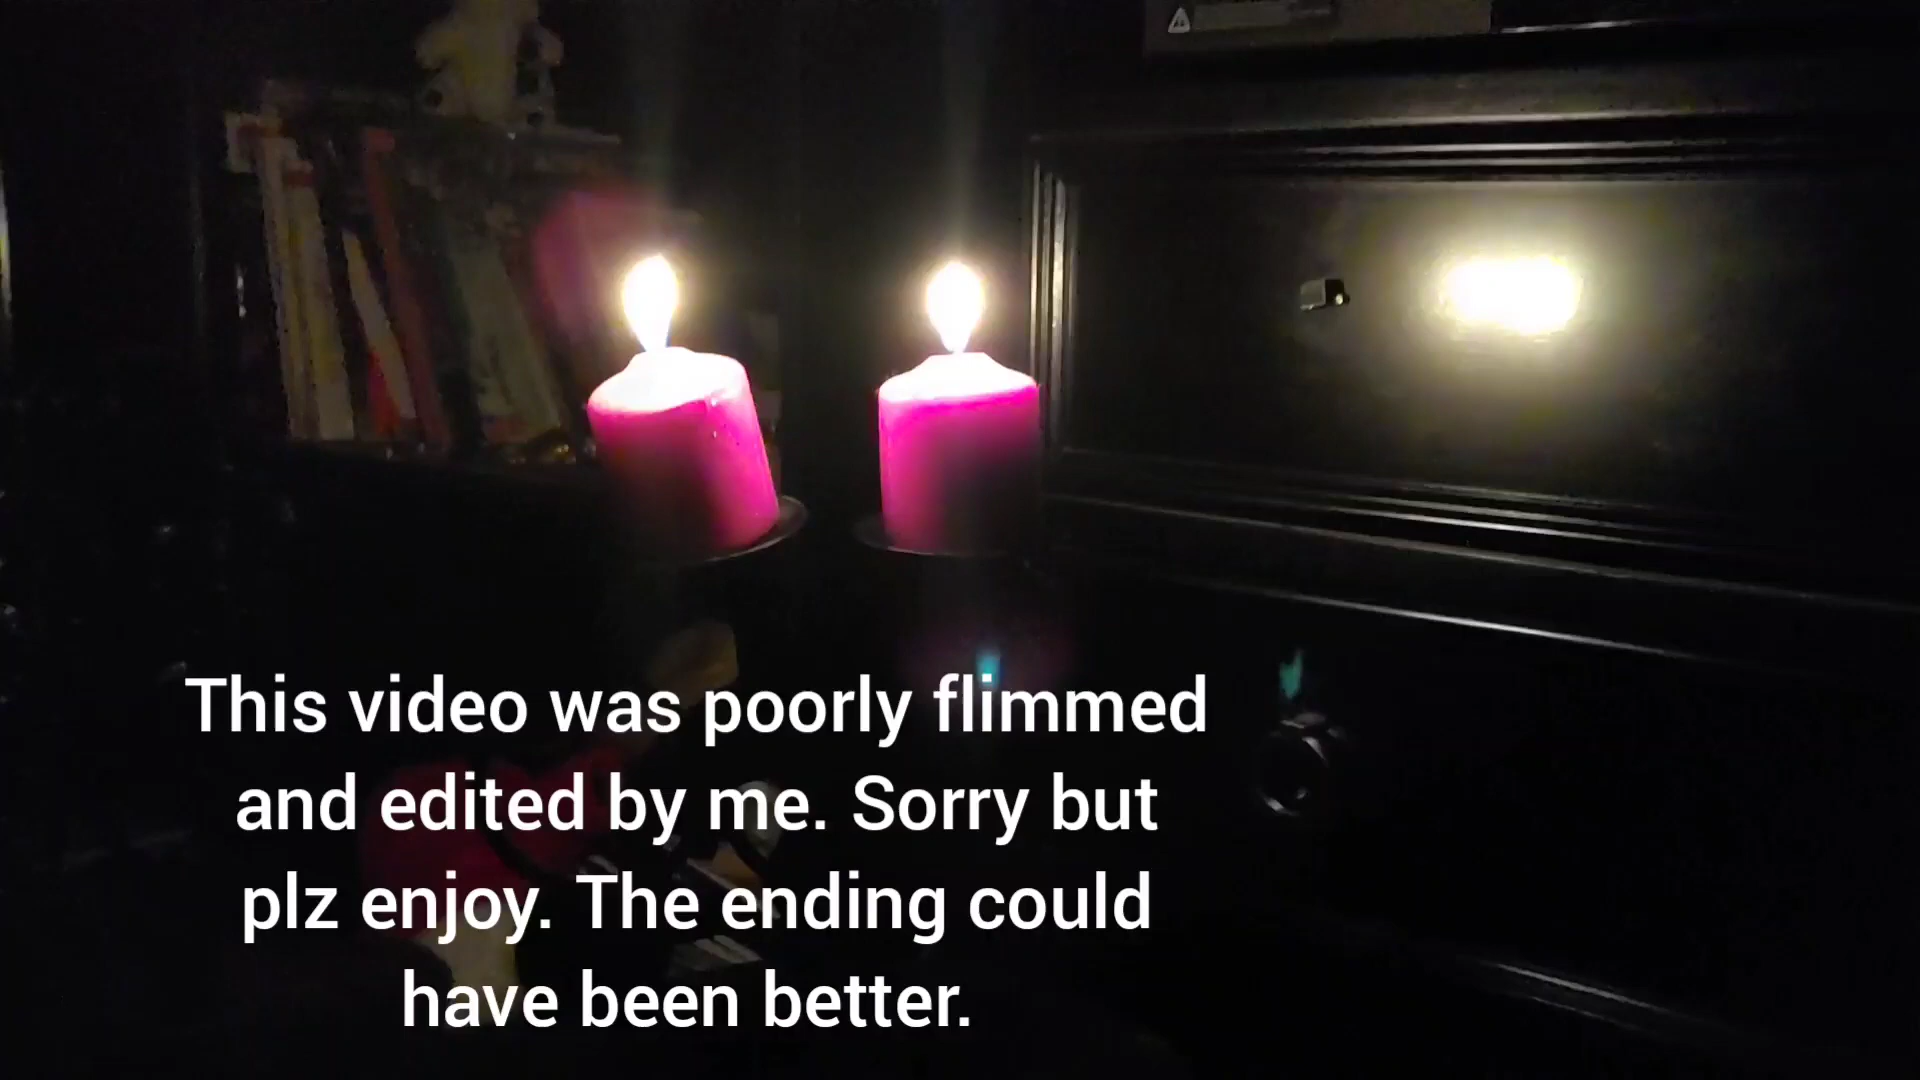 This video was poorly flimmed
and edited by me. Sorry but
plz enjoy. The ending could
have been better.